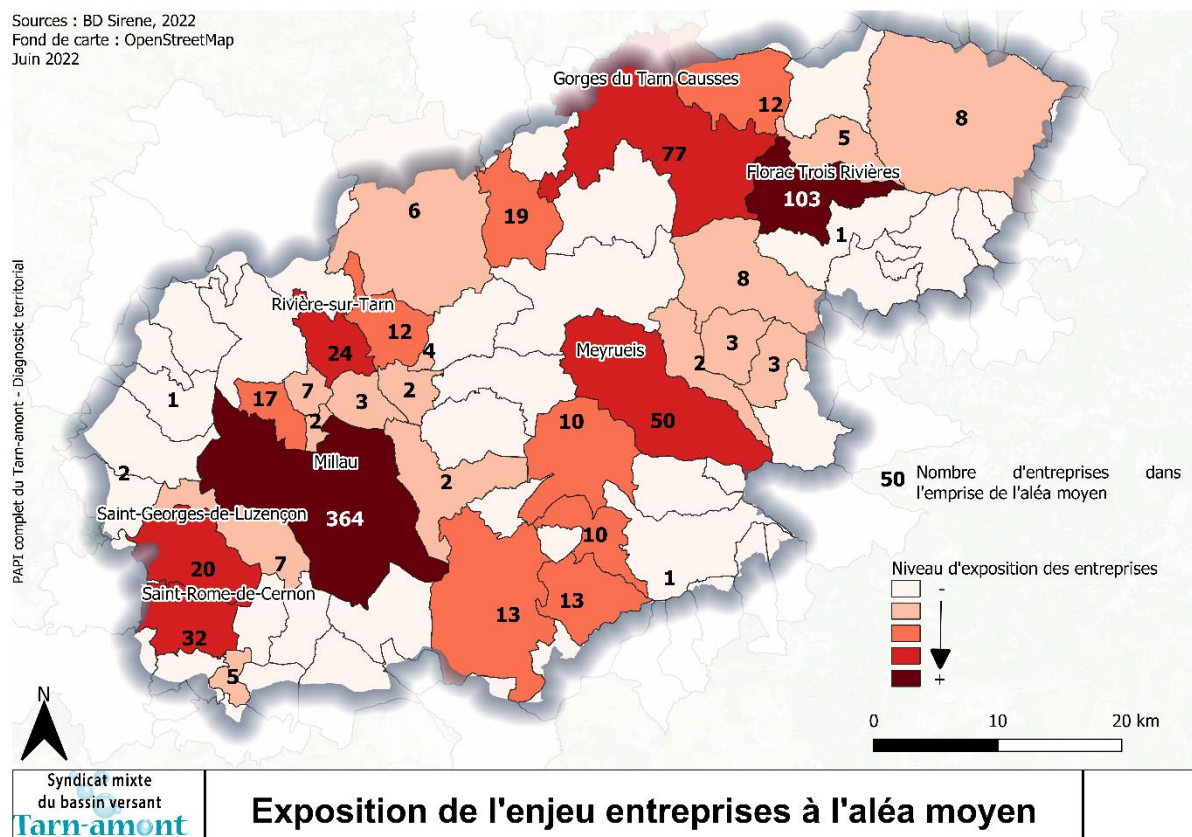 Sources : BD Sirene, 2022
Fond de carte : OpenStreetMap
Juin 2022
PAPI complet du Tarn-amont - Diagnostic territorial
Gorges du Tarn Causses
12
8
5
77
Florac Trois Rivières
103
1
6
19
8
Rivière-sur-Tarn
12
24
4
Meyrueis
3
2
3
7
2
3
17
2
1
50
10
Millau
2
2
364
Saint-Georges-de-Luzençon
7
20
10
1
Saint-Rome-de-Cernon
13
13
32
5
50 Nombre d'entreprises dans
l'emprise de l'aléa moyen
Niveau d'exposition des entreprises
-
+
N
0 10 20 km
Syndicat mixte
du bassin versant
Tarn-amont
Exposition de l'enjeu entreprises à l'aléa moyen